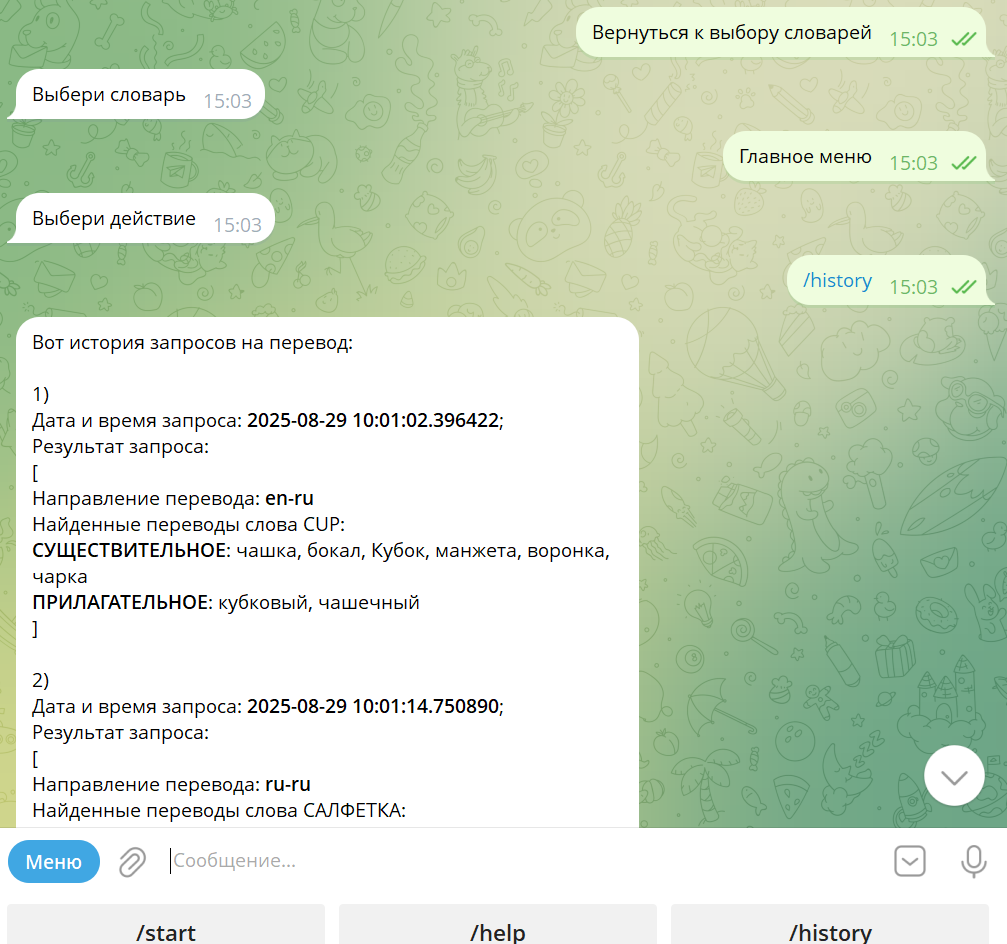 Вернуться к выбору словарей 15:03
Выбери словарь 15:03
Главное меню 15:03
Выбери действие 15:03
/history 15:03
Вот история запросов на перевод:
1)
Дата и время запроса: 2025-08-29 10:01:02.396422;
Результат запроса:
[
Направление перевода: en-ru
Найденные переводы слова CUP:
СУЩЕСТВИТЕЛЬНОЕ: чашка, бокал, Кубок, манжета, воронка,
чарка
ПРИЛАГАТЕЛЬНОЕ: кубковый, чашечный
]
2)
Дата и время запроса: 2025-08-29 10:01:14.750890;
Результат запроса:
[
Направление перевода: ru-ru
Найденные переводы слова САЛФЕТКА:
Меню Сообщение...
/start /help /history